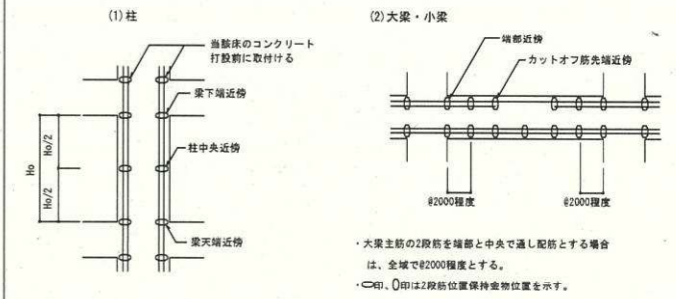 (1)柱
当該床のコンクリート
打設前に取付ける
梁下端近傍
柱中央近傍
梁天端近傍
Ho
Ho/2
Ho/2
(2)大梁・小梁
端部近傍
カットオフ筋先端近傍
@2000程度
@2000程度
・大梁主筋の2段筋を端部と中央で通し配筋とする場合
は、全域で@2000程度とする。
・⬭印、0印は2段筋位置保持金物位置を示す。